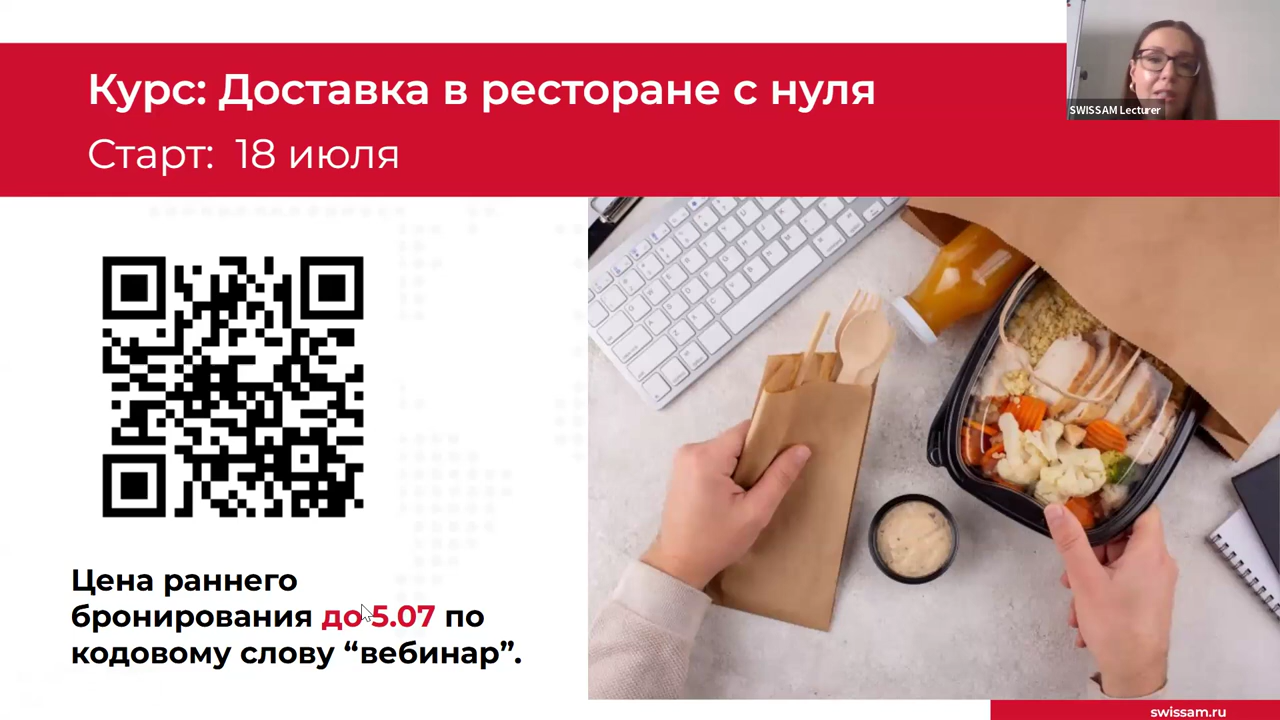 Курс: Доставка в ресторане с нуля
SWISSAM Lecturer
Старт: 18 июля
Цена раннего
бронирования до 5.07 по
кодовому слову “вебинар”.
swissam.ru